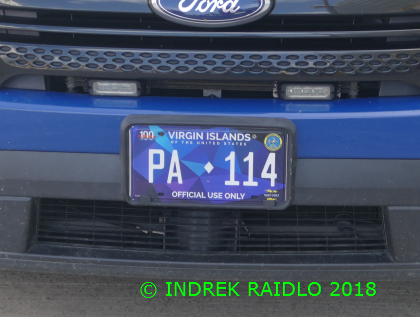 Ford
100 VIRGIN ISLANDS
OF THE UNITED STATES
PA 114
OFFICIAL USE ONLY
© INDREK RAIDLO 2018